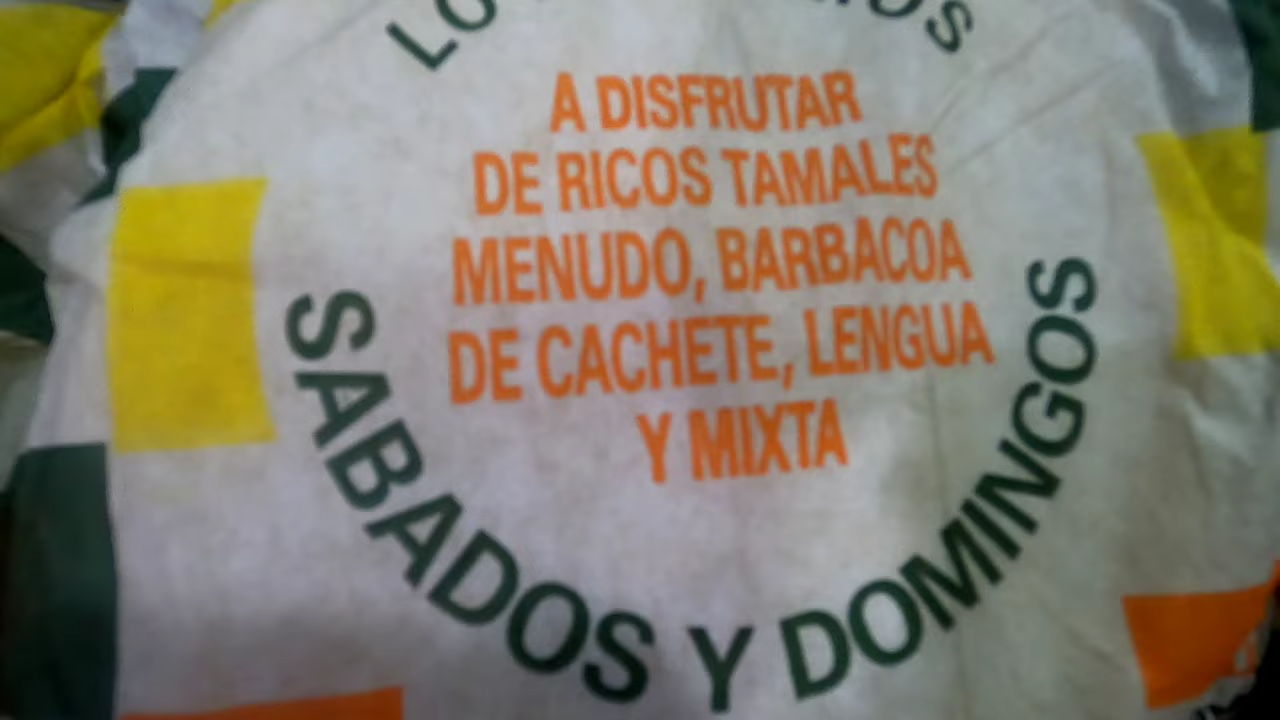 A DISFRUTAR
DE RICOS TAMALES
MENUDO, BARBACOA
DE CACHETE, LENGUA
Y MIXTA
SABADOS Y DOMINGOS